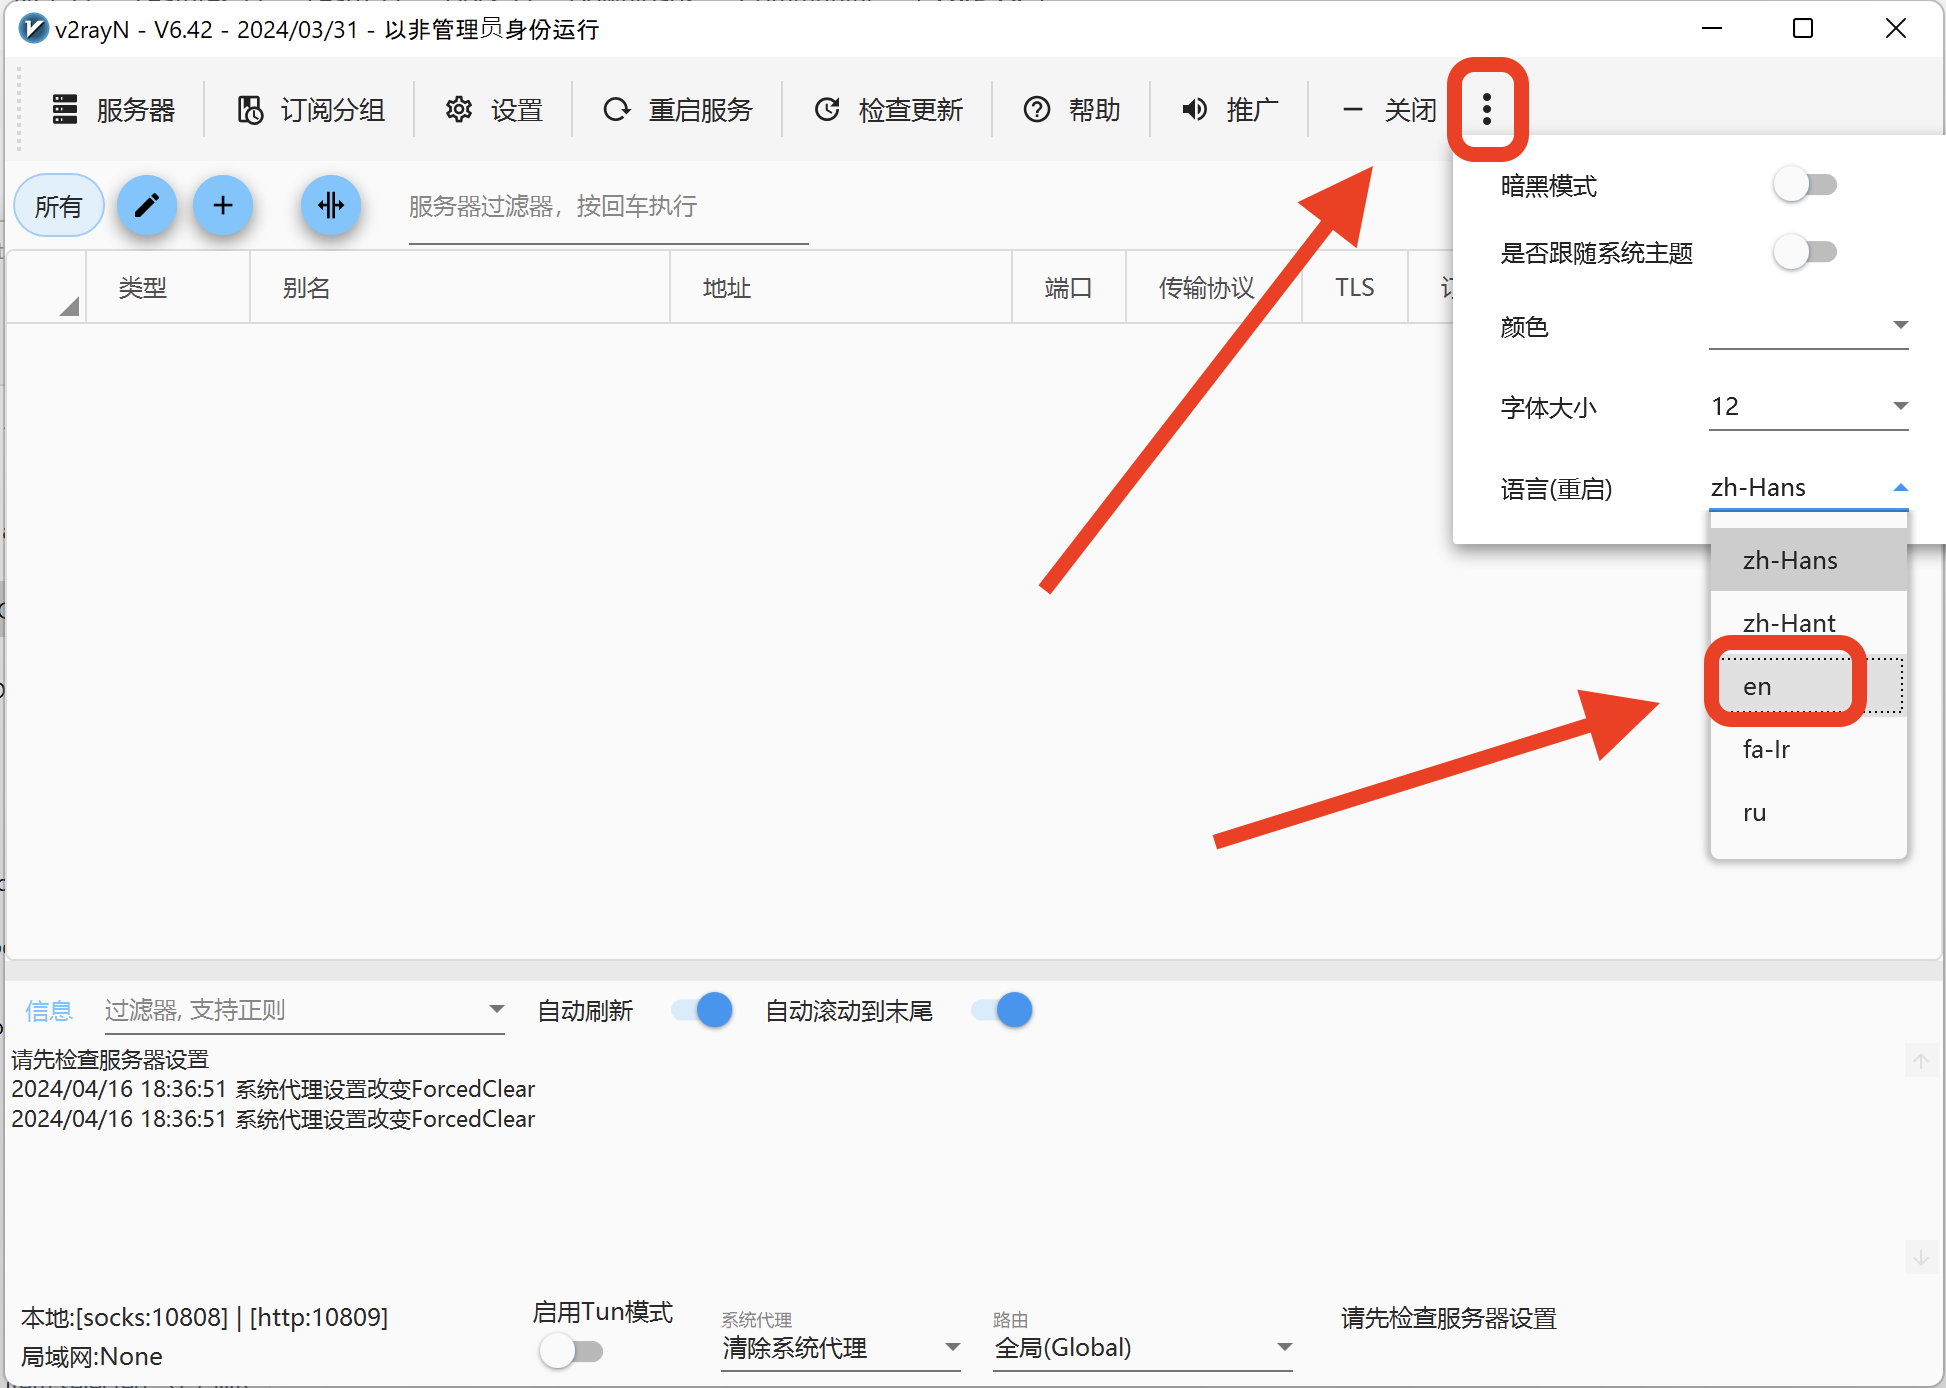 v2rayN - V6.42 - 2024/03/31 - 以非管理员身份运行
服务器
订阅分组
设置
重启服务
检查更新
帮助
推广
关闭
所有
服务器过滤器，按回车执行
类型
别名
地址
端口
传输协议
TLS
暗黑模式
是否跟随系统主题
颜色
字体大小
12
语言(重启)
zh-Hans
zh-Hans
zh-Hant
en
fa-Ir
ru
信息
过滤器, 支持正则
自动刷新
自动滚动到末尾
请先检查服务器设置
2024/04/16 18:36:51 系统代理设置改变ForcedClear
2024/04/16 18:36:51 系统代理设置改变ForcedClear
本地:[socks:10808] | [http:10809]
局域网:None
启用Tun模式
系统代理
清除系统代理
路由
全局(Global)
请先检查服务器设置